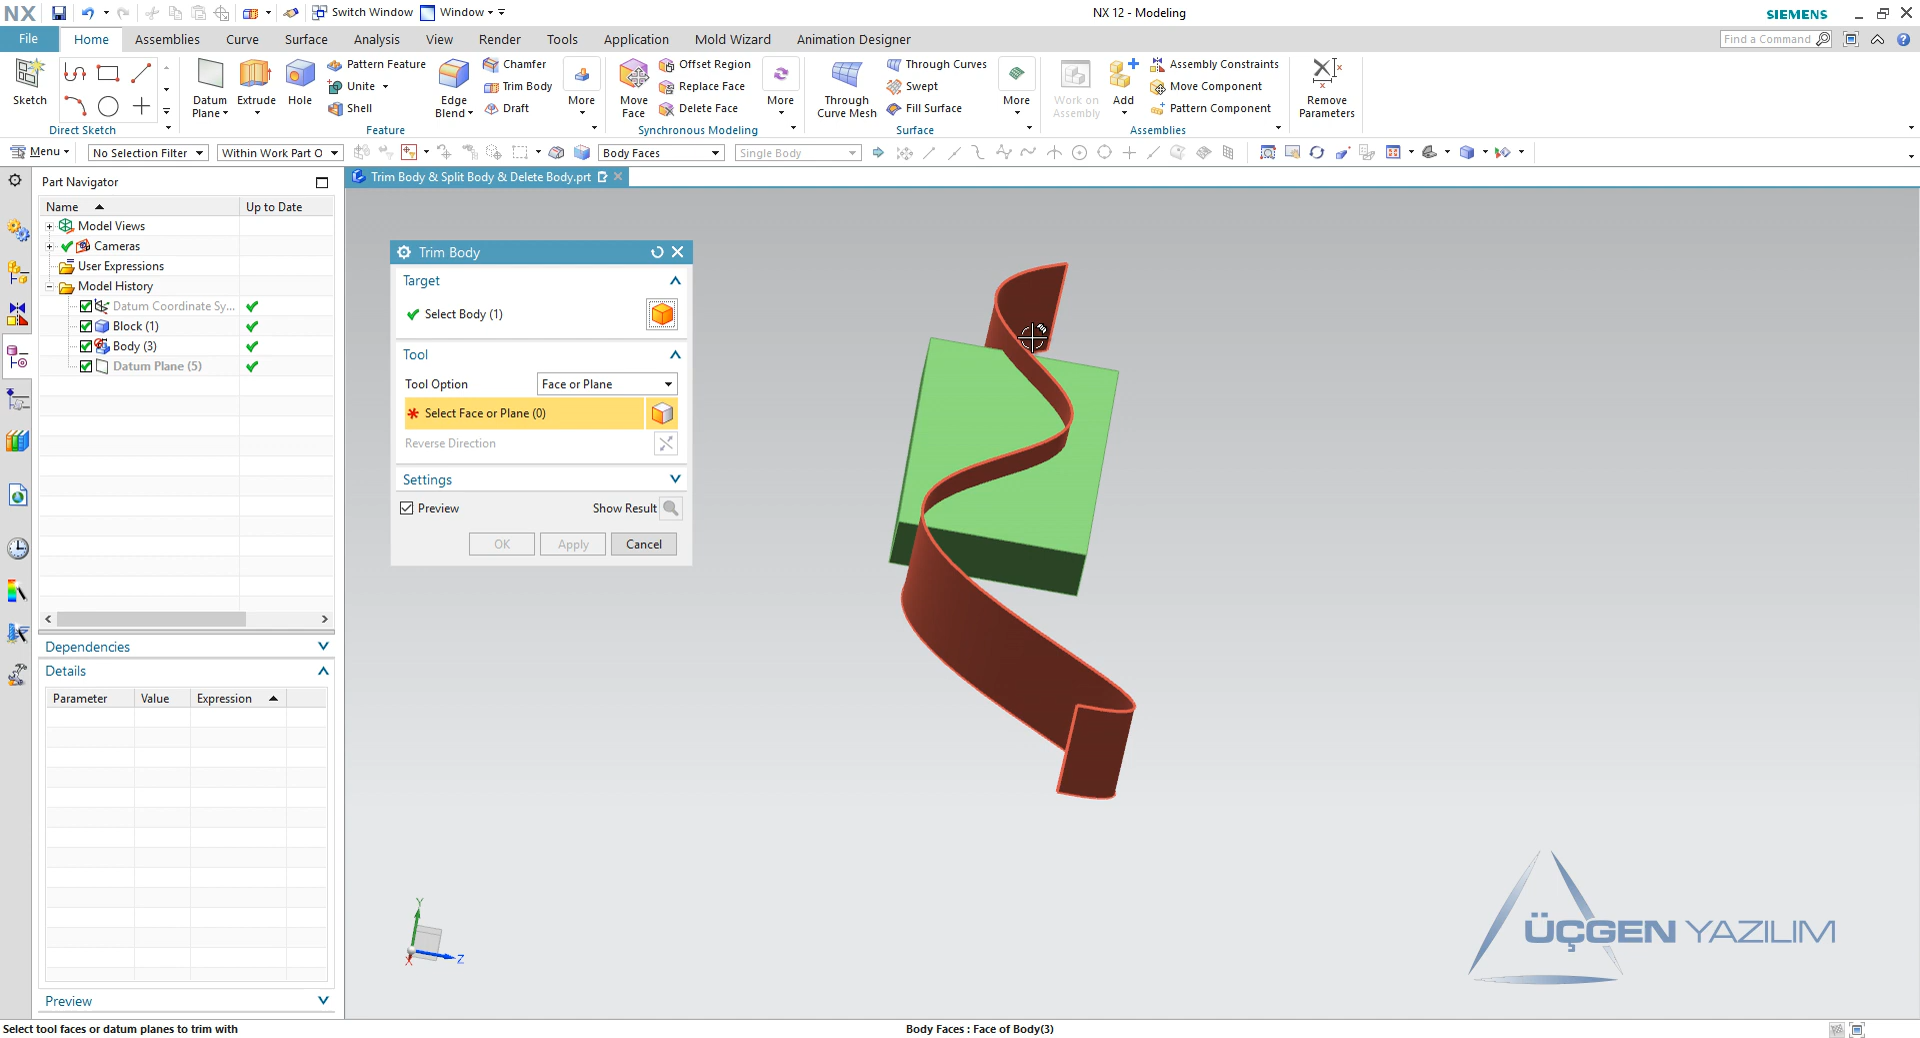 NX
Switch Window
Window
NX 12 - Modeling
SIEMENS
File
Home
Assemblies
Curve
Surface
Analysis
View
Render
Tools
Application
Mold Wizard
Animation Designer
Find a Command
Sketch
Direct Sketch
Datum
Plane
Extrude
Hole
Pattern Feature
Unite
Shell
Edge
Blend
Chamfer
Trim Body
Draft
More
Feature
Move
Face
Offset Region
Replace Face
Delete Face
More
Synchronous Modeling
Through
Curve Mesh
Through Curves
Swept
Fill Surface
More
Surface
Work on
Assembly
Add
Assembly Constraints
Move Component
Pattern Component
Assemblies
Remove
Parameters
Menu
No Selection Filter
Within Work Part O
Body Faces
Single Body
Part Navigator
Trim Body & Split Body & Delete Body.prt
Name
Up to Date
Model Views
Cameras
User Expressions
Model History
Datum Coordinate Sy...
Block (1)
Body (3)
Datum Plane (5)
Dependencies
Details
Parameter
Value
Expression
Preview
Trim Body
Target
Select Body (1)
Tool
Tool Option
Face or Plane
Select Face or Plane (0)
Reverse Direction
Settings
Preview
Show Result
OK
Apply
Cancel
Y
Z
X
ÜÇGEN YAZILIM
Select tool faces or datum planes to trim with
Body Faces : Face of Body(3)